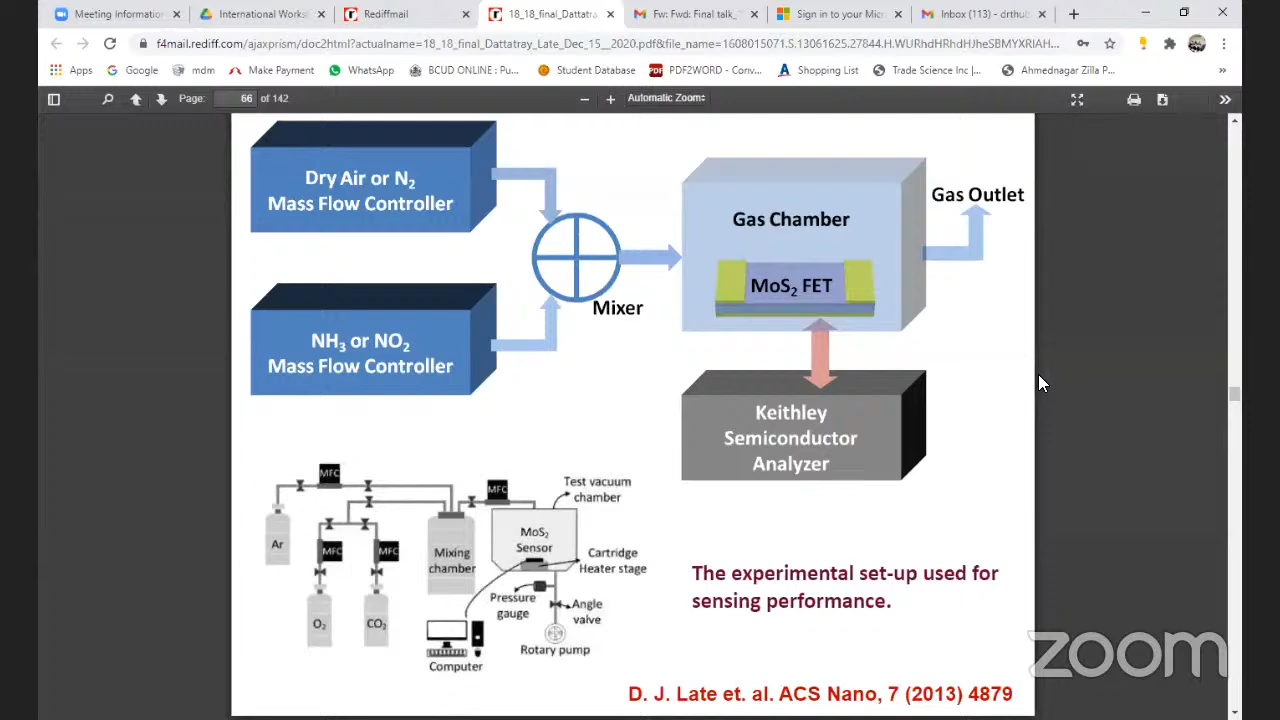 Meeting information
International Works
Rediffmail
18_18_final_Dattatr
Fw: Fwd: Final talk_
Sign in to your Mic
Inbox (113) - drthub
f4mail.rediff.com/ajaxprism/doc2html?actualname=18_18_final_Dattatray_Late_Dec_15__2020.pdf&file_name=1608015071.S.13061625.27844.H.WURhdHRhdHJheSBMYXRlAH...
Apps
Google
mdm
Make Payment
WhatsApp
BCUD ONLINE : Pu...
Student Database
PDF2WORD - Conv...
Shopping List
Trade Science Inc |...
Ahmednagar Zilla P...
»
Page: 66 of 142
Automatic Zoom
Dry Air or N₂
Mass Flow Controller
NH₃ or NO₂
Mass Flow Controller
Mixer
Gas Chamber
MoS₂ FET
Gas Outlet
Keithley
Semiconductor
Analyzer
MFC
MFC
Test vacuum
chamber
Ar
MFC
MFC
Mixing
chamber
MoS₂
Sensor
Cartridge
Heater stage
O₂
CO₂
Pressure
gauge
Angle
valve
Computer
Rotary pump
The experimental set-up used for
sensing performance.
zoom
D. J. Late et. al. ACS Nano, 7 (2013) 4879